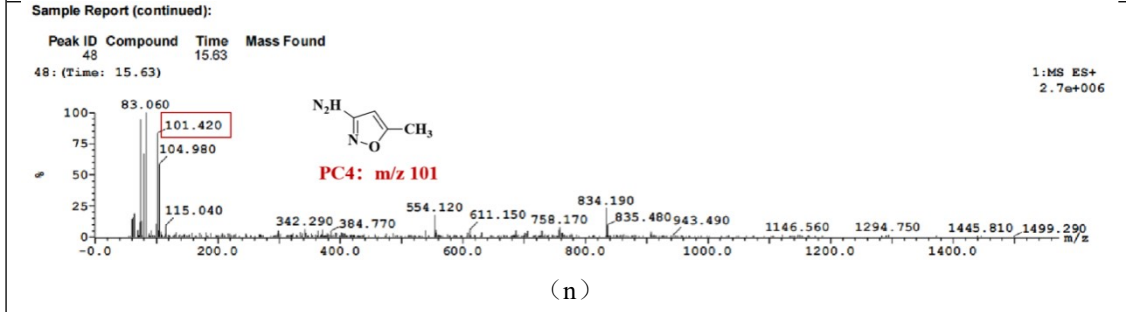 Sample Report (continued):
Peak ID Compound Time Mass Found
48 15.63
48: (Time: 15.63)
1:MS ES+
2.7e+006
83.060
100
101.420
75
104.980
%
50
25
0
115.040
342.290
384.770
554.120
611.150
758.170
834.190
835.480
943.490
1146.560
1294.750
1445.810
1499.290
N₂H
N
O
CH₃
PC4: m/z 101
-0.0 200.0 400.0 600.0 800.0 1000.0 1200.0 1400.0 m/z
(n)